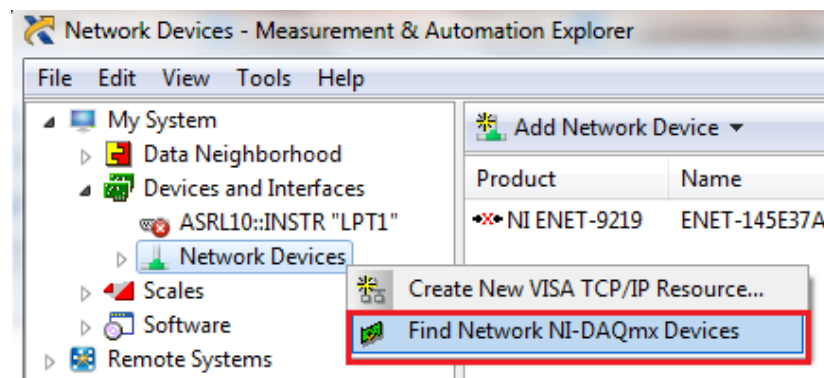 Network Devices - Measurement & Automation Explorer
File Edit View Tools Help
My System
Data Neighborhood
Devices and Interfaces
ASRL10::INSTR "LPT1"
Network Devices
Scales
Software
Remote Systems
Add Network Device
Product Name
NI ENET-9219 ENET-145E37A
Create New VISA TCP/IP Resource...
Find Network NI-DAQmx Devices